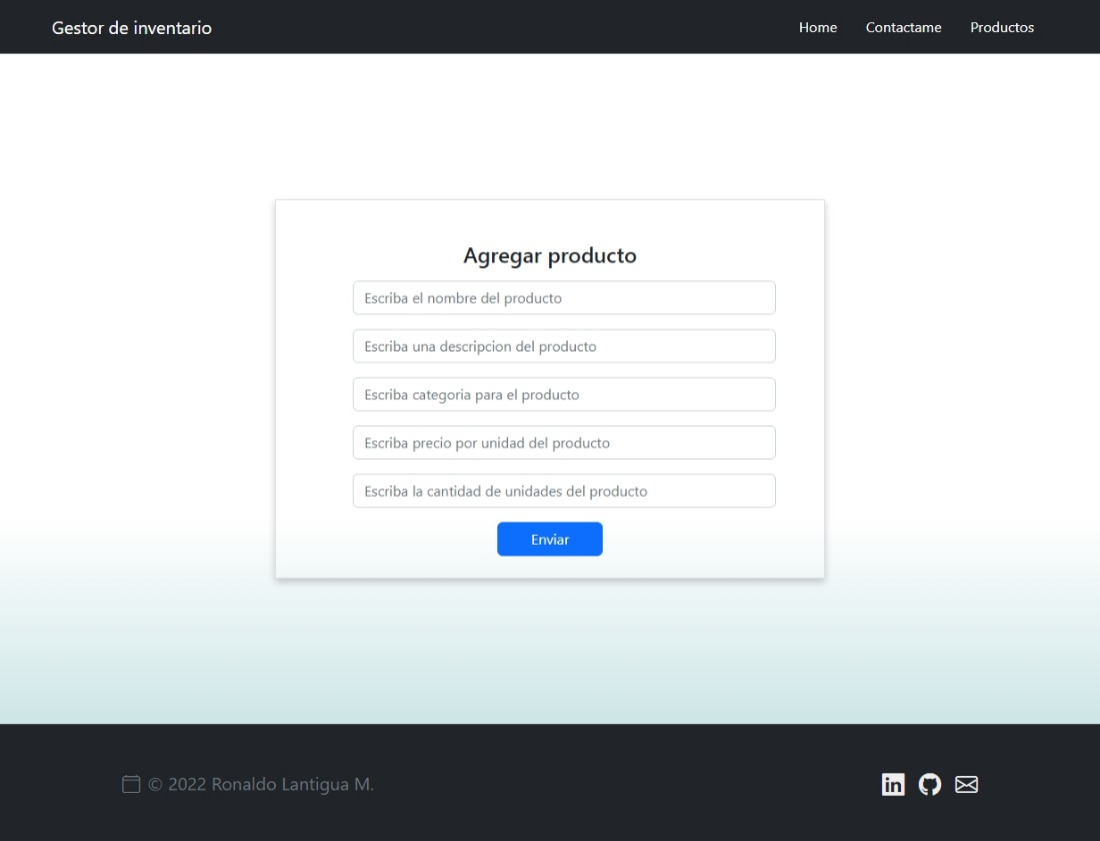 Gestor de inventario
Home Contactame Productos
Agregar producto
Escriba el nombre del producto
Escriba una descripcion del producto
Escriba categoria para el producto
Escriba precio por unidad del producto
Escriba la cantidad de unidades del producto
Enviar
© 2022 Ronaldo Lantigua M.
in